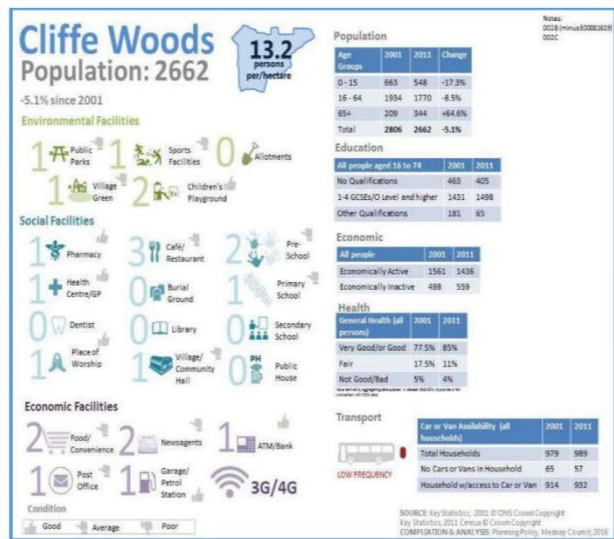 Cliffe Woods
Population: 2662
-5.1% since 2001
13.2
persons
per/hectare
Environmental Facilities
1 Public
Parks
1 Sports
Facilities
0 Allotments
1 Village
Green
2 Children's
Playground
Social Facilities
1 Pharmacy
3 Café/
Restaurant
2 Pre-
School
1 Health
Centre/GP
0 Burial
Ground
1 Primary
School
0 Dentist
0 Library
0 Secondary
School
1 Place of
Worship
1 Village/
Community
Hall
0 PH
Public
House
Economic Facilities
2 Food/
Convenience
2 Newsagents
1 ATM/Bank
1 Post
Office
1 Garage/
Petrol
Station
3G/4G
Condition
Good
Average
Poor
Notes:
002C
Population
Age
Groups 2001 2011 Change
0 - 15 663 548 -17.3%
16 - 64 1934 1770 -8.5%
65+ 209 344 +64.6%
Total 2806 2662 -5.1%
Education
All people aged 16 to 74 2001 2011
No Qualifications 463 405
1-4 GCSEs/O Level and higher 1431 1498
Other Qualifications 181 65
Economic
All people 2001 2011
Economically Active 1561 1436
Economically Inactive 498 559
Health
General Health (all
persons) 2001 2011
Very Good/or Good 77.5% 85%
Fair 17.5% 11%
Not Good/Bad 5% 4%
Transport
LOW FREQUENCY
Car or Van Availability (all
households) 2001 2011
Total Households 979 989
No Cars or Vans in Household 65 57
Household w/access to Car or Van 914 932
SOURCE: Key Statistics, 2001 © ONS Crown Copyright
Key Statistics, 2011 Census © Crown Copyright
COMPLIATION & ANALYSIS: Planning Policy, Medway Council, 2016